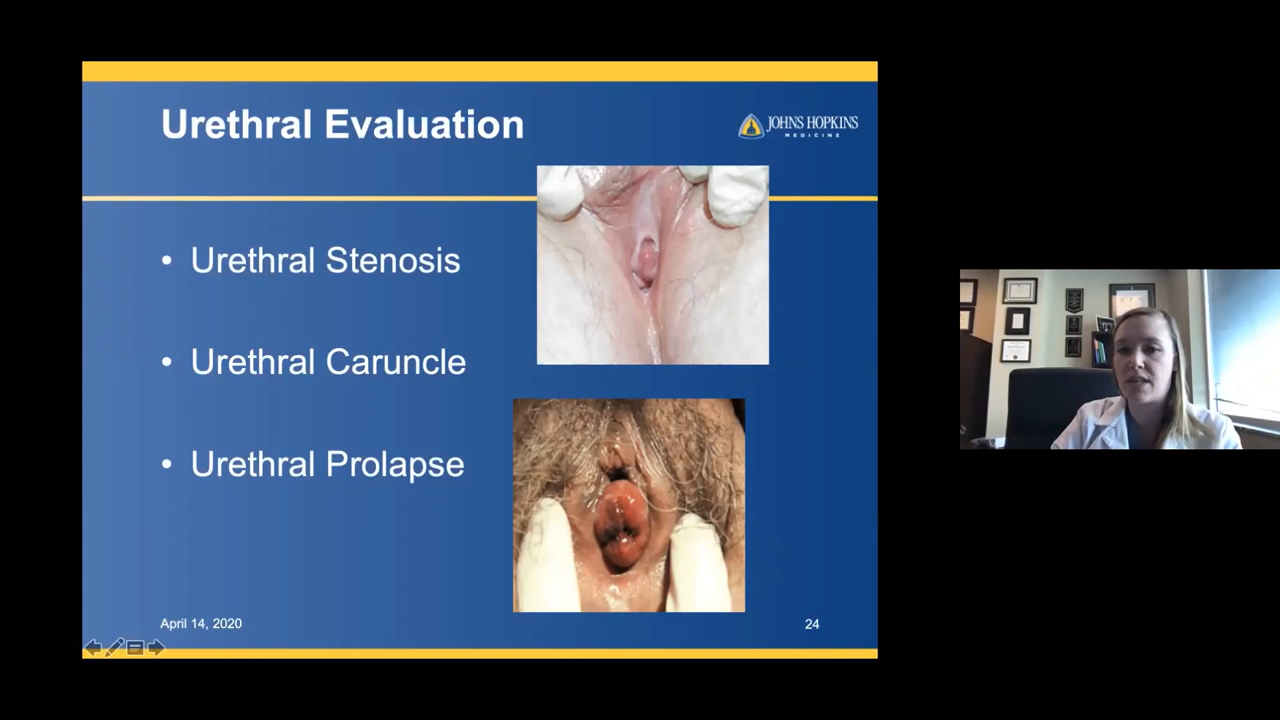 Urethral Evaluation
JOHNS HOPKINS
MEDICINE
• Urethral Stenosis
• Urethral Caruncle
• Urethral Prolapse
April 14, 2020
24